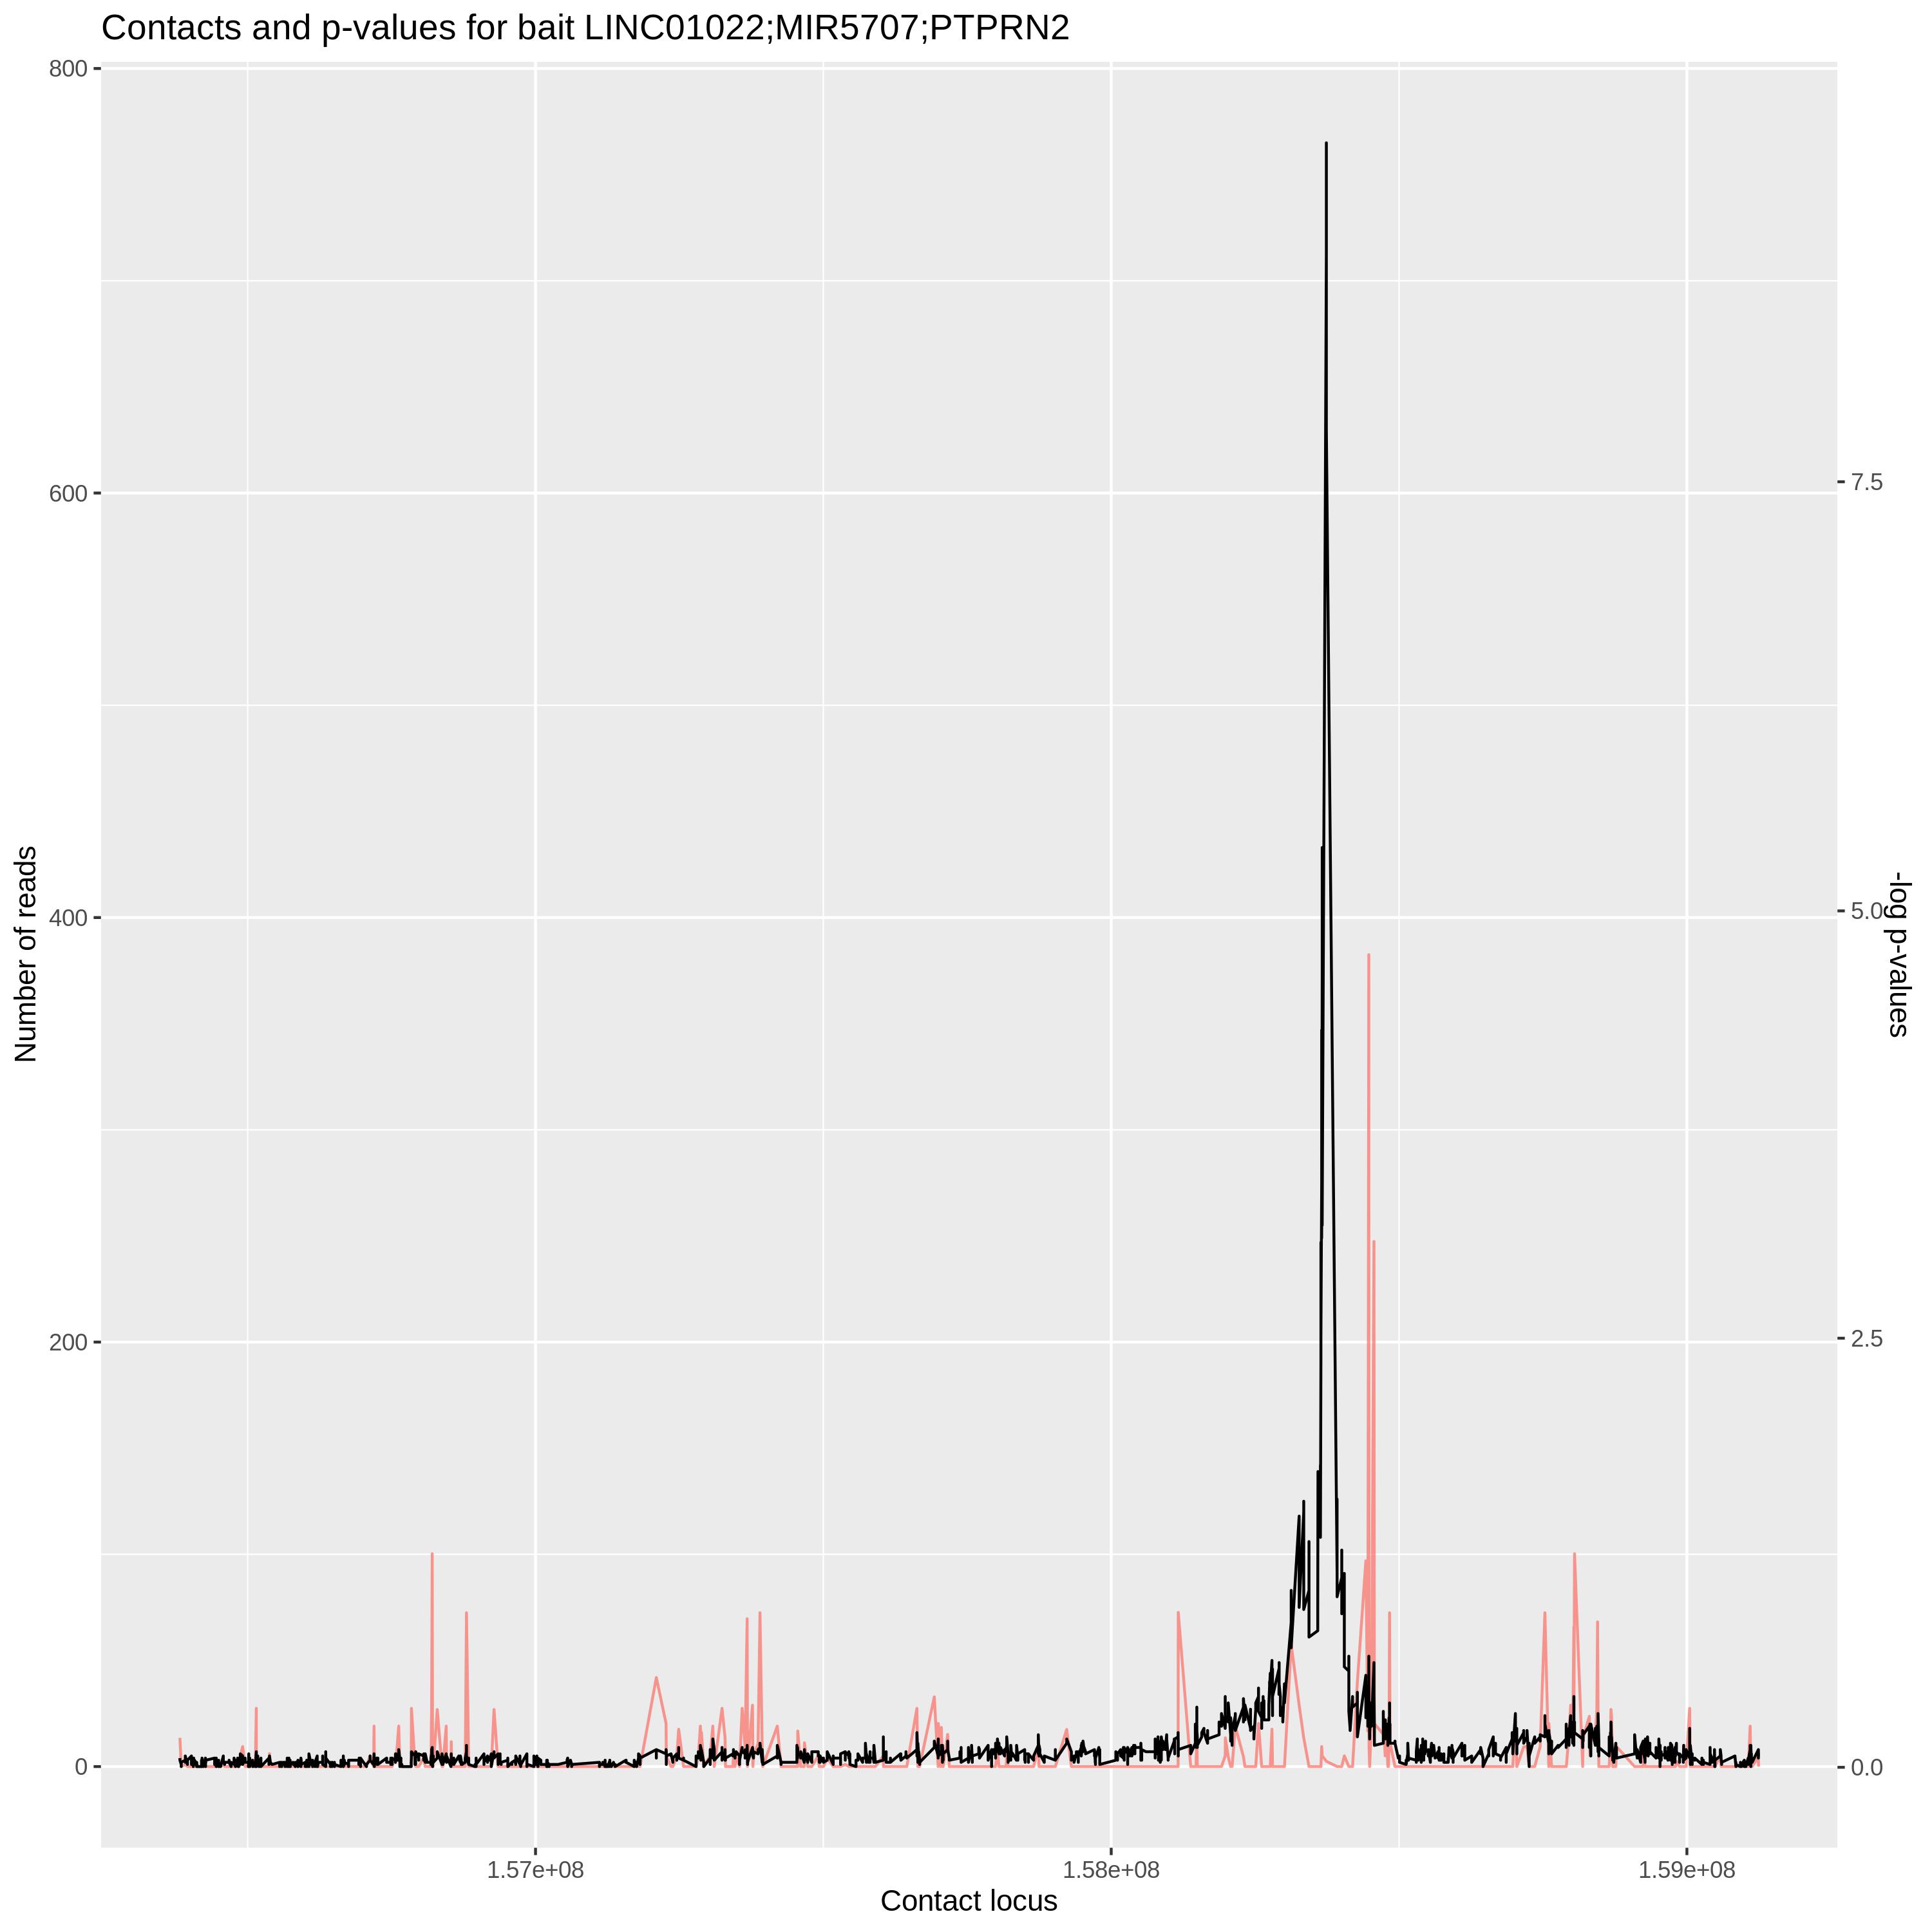 Contacts and p-values for bait LINC01022;MIR5707;PTPRN2
800
600
400
200
0
Number of reads
7.5
5.0
2.5
0.0
-log p-values
1.57e+08
1.58e+08
1.59e+08
Contact locus